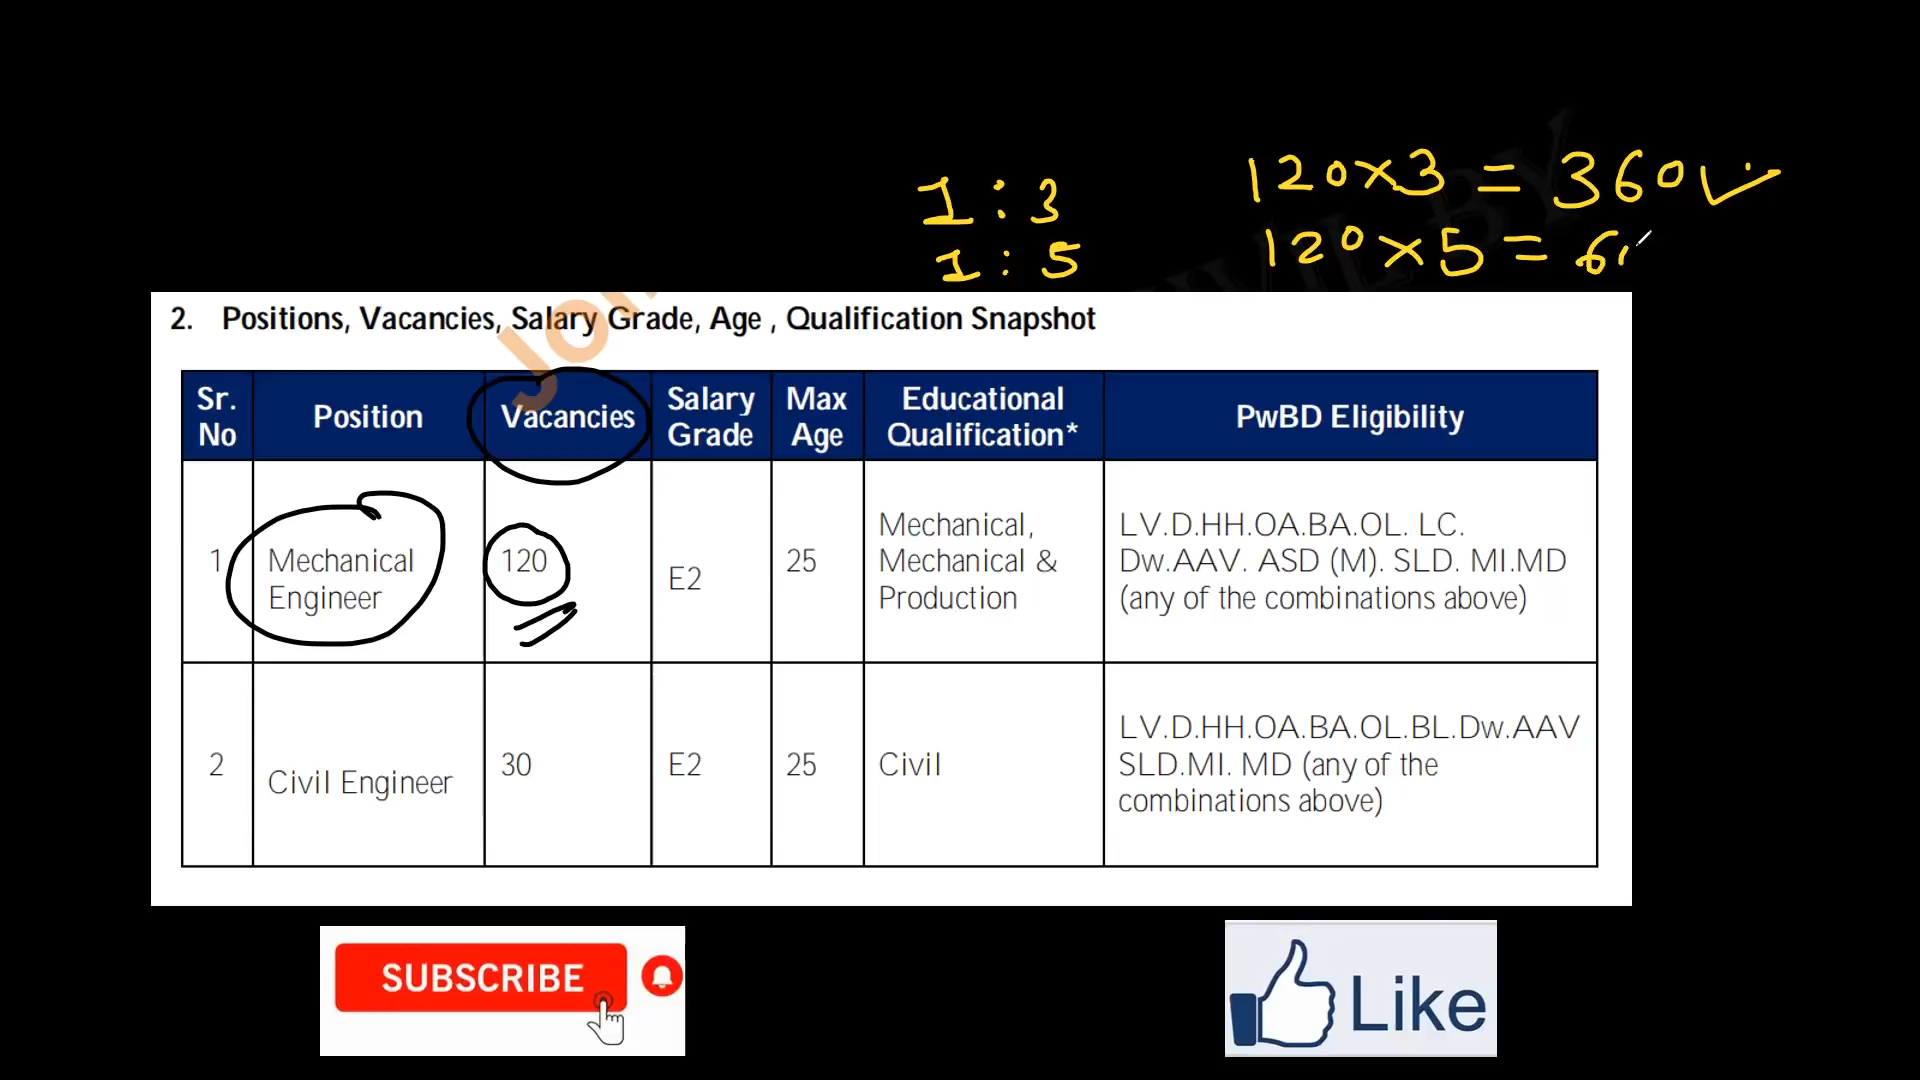 1 : 3
120 x 3 = 360
1 : 5
120 x 5 = 6
2. Positions, Vacancies, Salary Grade, Age , Qualification Snapshot
Sr. No
Position
Vacancies
Salary Grade
Max Age
Educational Qualification*
PwBD Eligibility
1
Mechanical
Engineer
120
E2
25
Mechanical,
Mechanical &
Production
LV.D.HH.OA.BA.OL. LC.
Dw.AAV. ASD (M). SLD. MI.MD
(any of the combinations above)
2
Civil Engineer
30
E2
25
Civil
LV.D.HH.OA.BA.OL.BL.Dw.AAV
SLD.MI. MD (any of the
combinations above)
SUBSCRIBE
Like